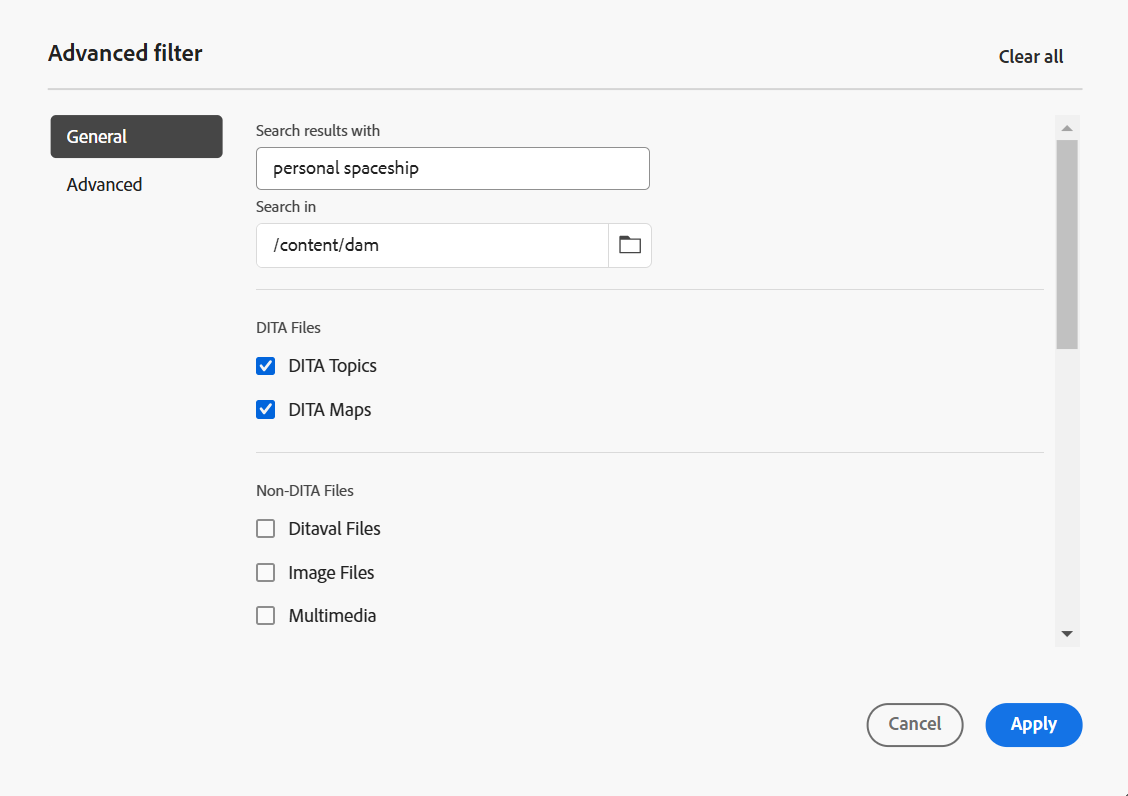 Advanced filter
Clear all
General
Advanced
Search results with
personal spaceship
Search in
/content/dam
DITA Files
DITA Topics
DITA Maps
Non-DITA Files
Ditaval Files
Image Files
Multimedia
Cancel
Apply